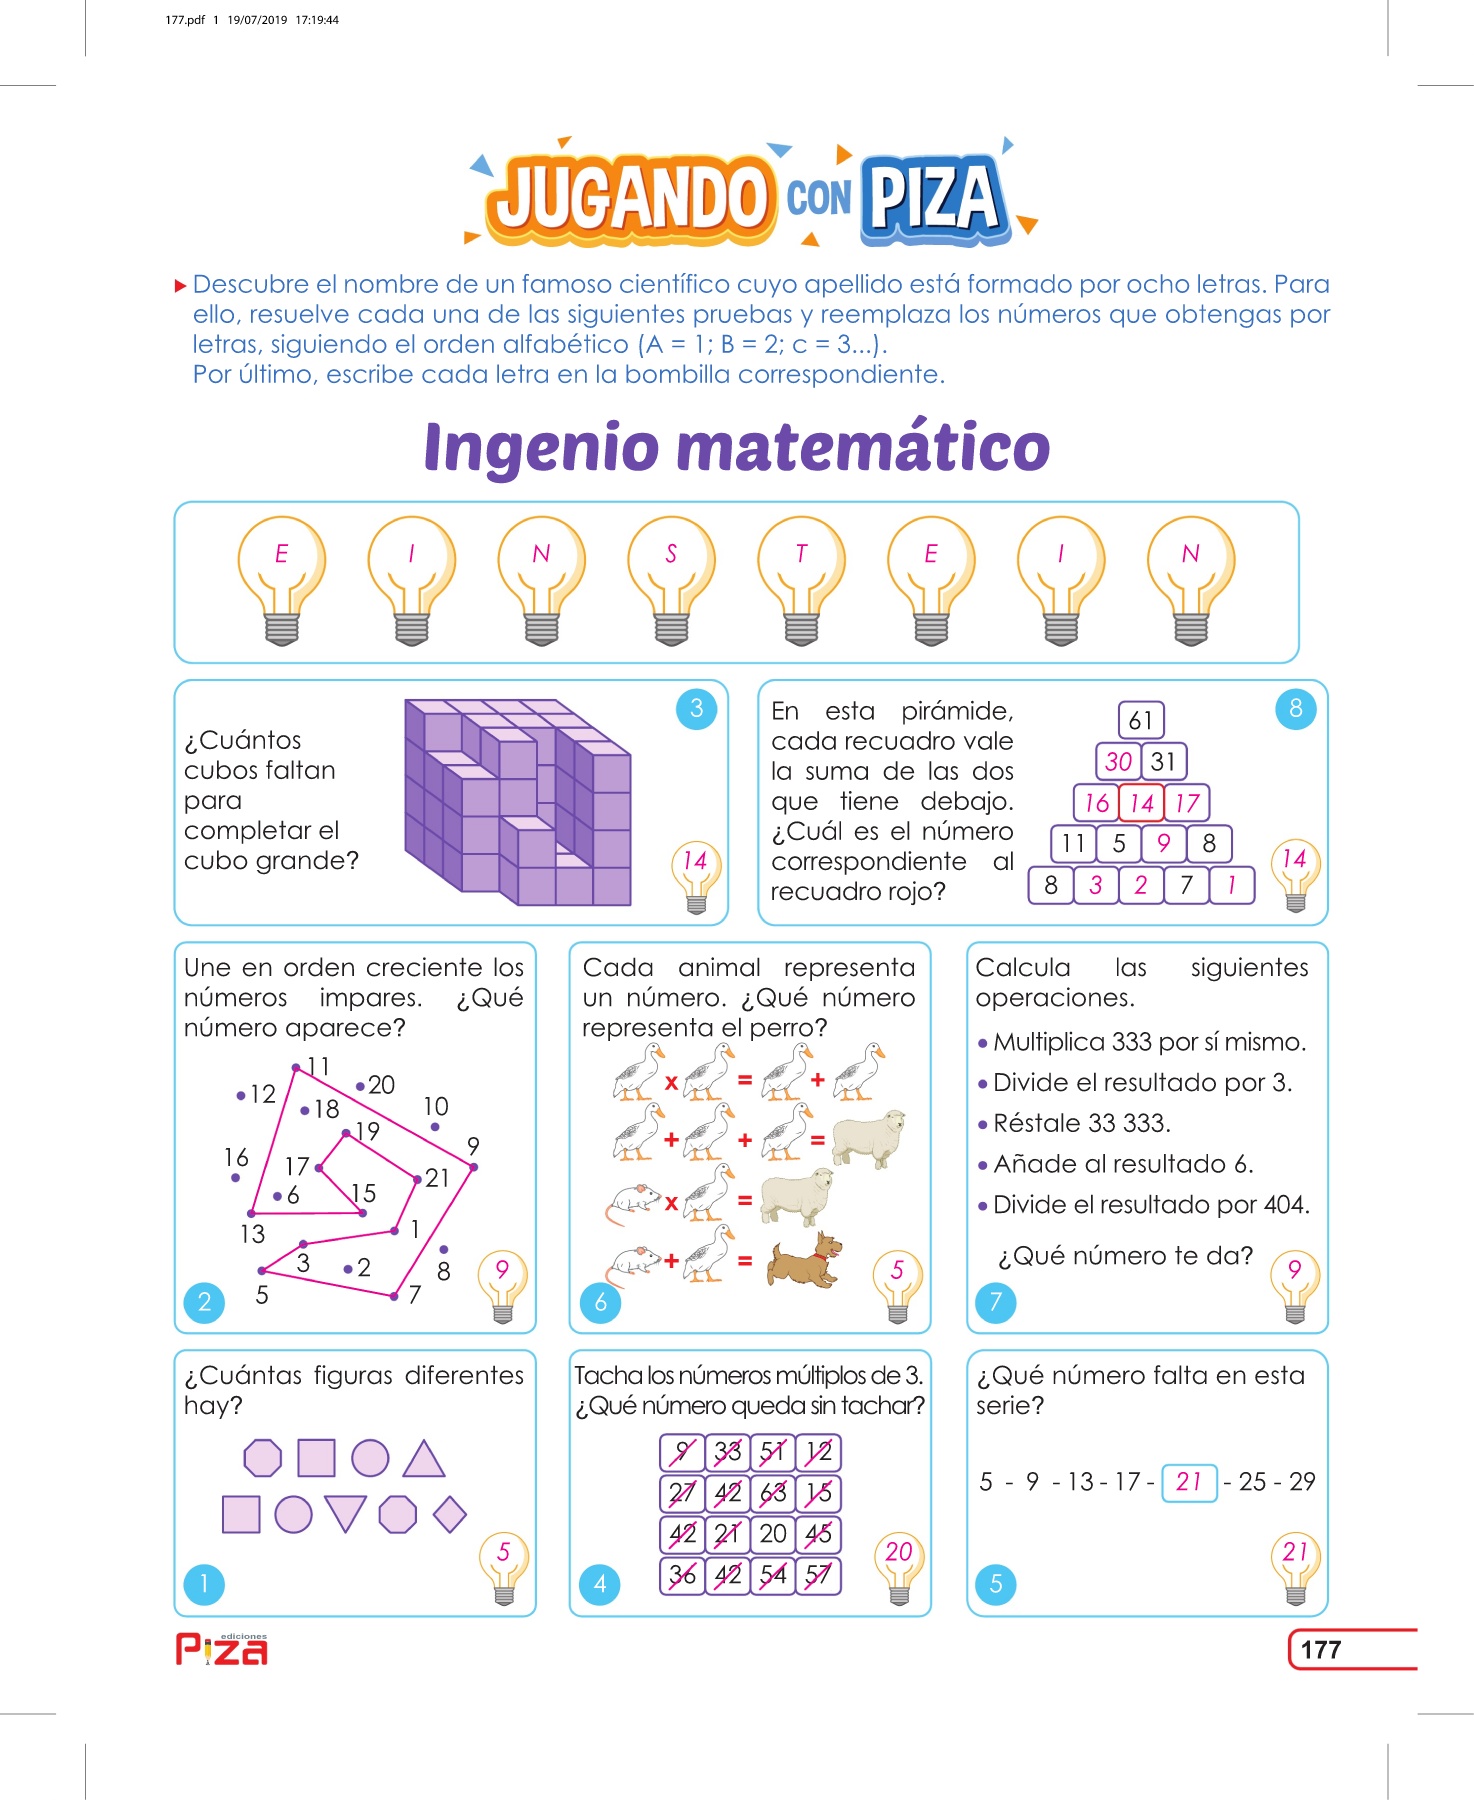 177.pdf 1 19/07/2019 17:19:44
JUGANDO CON PIZA
Descubre el nombre de un famoso científico cuyo apellido está formado por ocho letras. Para
ello, resuelve cada una de las siguientes pruebas y reemplaza los números que obtengas por
letras, siguiendo el orden alfabético (A = 1; B = 2; c = 3...).
Por último, escribe cada letra en la bombilla correspondiente.
Ingenio matemático
E I N S T E I N
¿Cuántos
cubos faltan
para
completar el
cubo grande?
3
14
En esta pirámide,
cada recuadro vale
la suma de las dos
que tiene debajo.
¿Cuál es el número
correspondiente al
recuadro rojo?
61
30 31
16 14 17
11 5 9 8
8 3 2 7 1
8
14
Une en orden creciente los
números impares. ¿Qué
número aparece?
11
12
20
18
10
19
9
16
17
21
6
15
13
1
3
2
8
5
7
2
9
Cada animal representa
un número. ¿Qué número
representa el perro?
x = +
+ + =
x =
+ =
6
5
Calcula las siguientes
operaciones.
• Multiplica 333 por sí mismo.
• Divide el resultado por 3.
• Réstale 33 333.
• Añade al resultado 6.
• Divide el resultado por 404.
¿Qué número te da?
7
9
¿Cuántas figuras diferentes
hay?
1
5
Tacha los números múltiplos de 3.
¿Qué número queda sin tachar?
9 33 51 12
27 42 63 15
42 21 20 45
36 42 54 57
4
20
¿Qué número falta en esta
serie?
5 - 9 - 13 - 17 - 21 - 25 - 29
5
21
ediciones
Piza
177